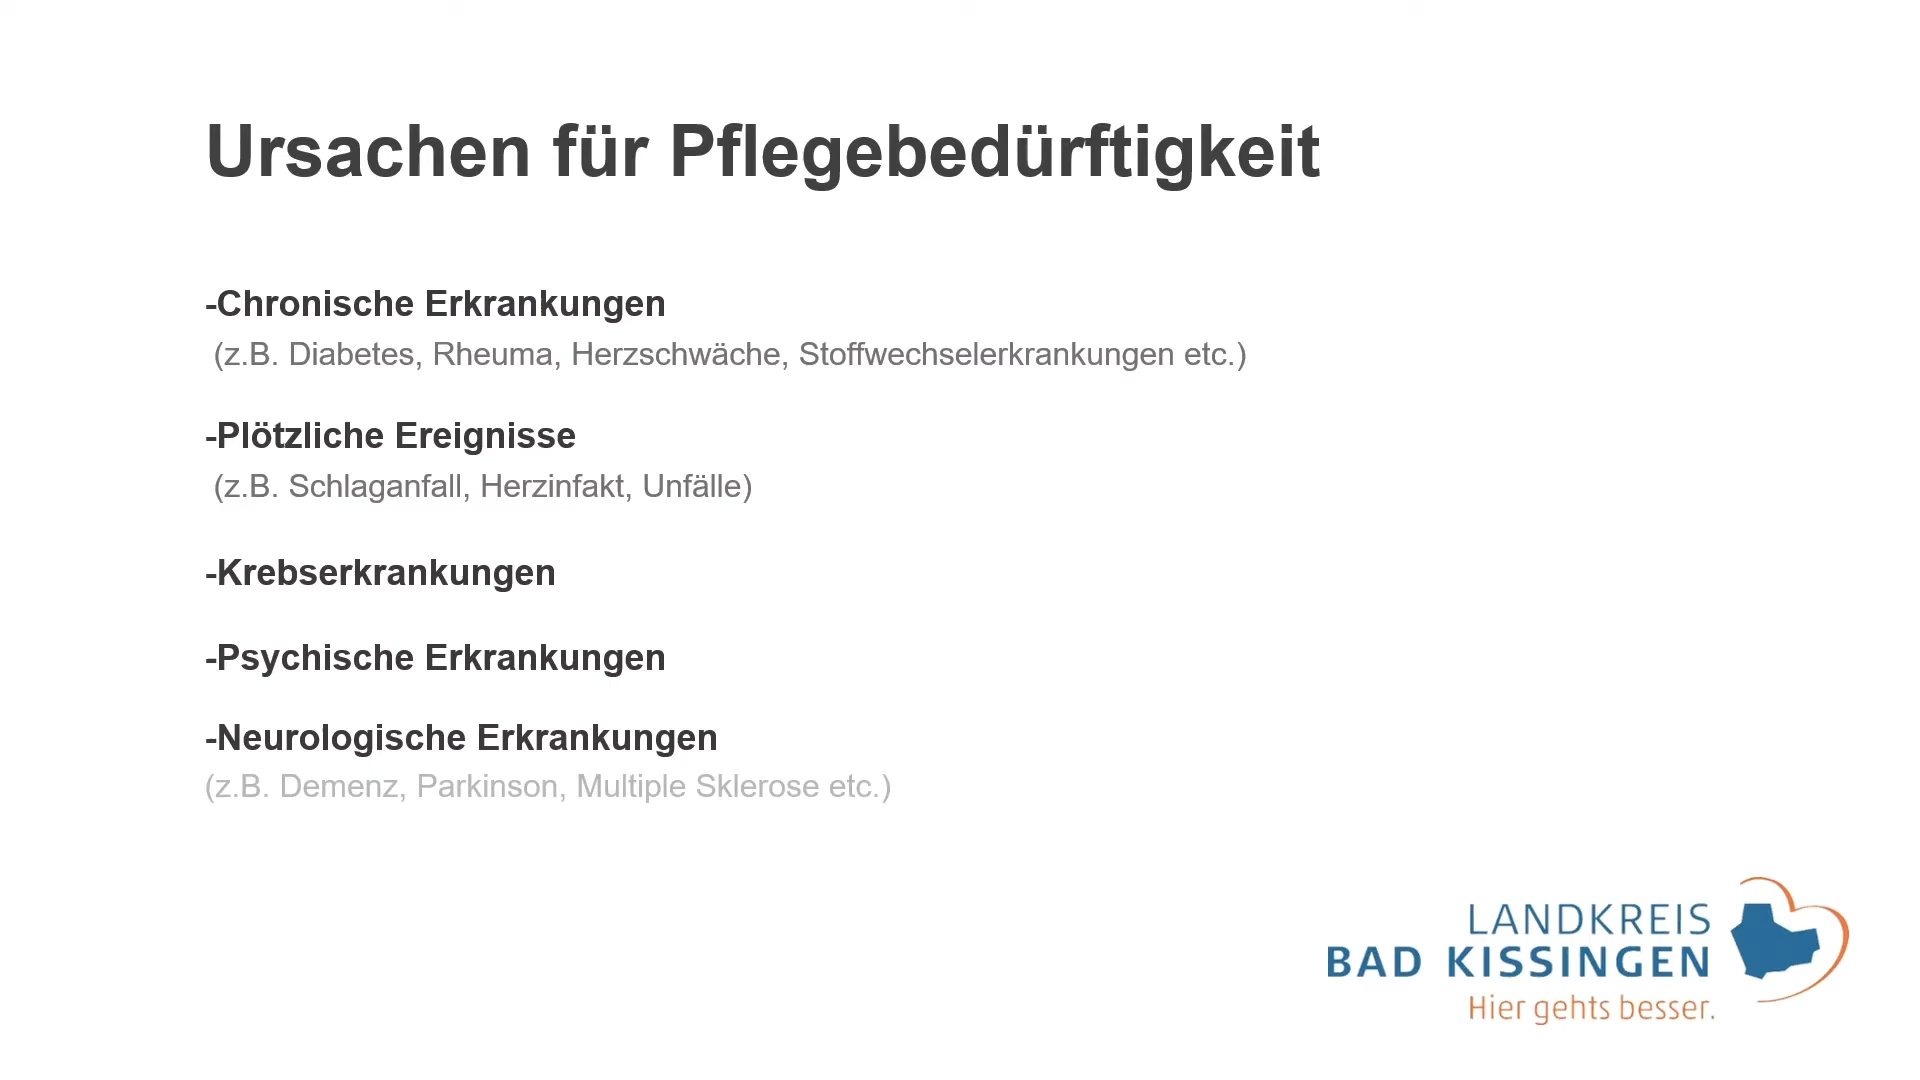 Ursachen für Pflegebedürftigkeit
-Chronische Erkrankungen
(z.B. Diabetes, Rheuma, Herzschwäche, Stoffwechselerkrankungen etc.)
-Plötzliche Ereignisse
(z.B. Schlaganfall, Herzinfakt, Unfälle)
-Krebserkrankungen
-Psychische Erkrankungen
-Neurologische Erkrankungen
(z.B. Demenz, Parkinson, Multiple Sklerose etc.)
LANDKREIS
BAD KISSINGEN
Hier gehts besser.